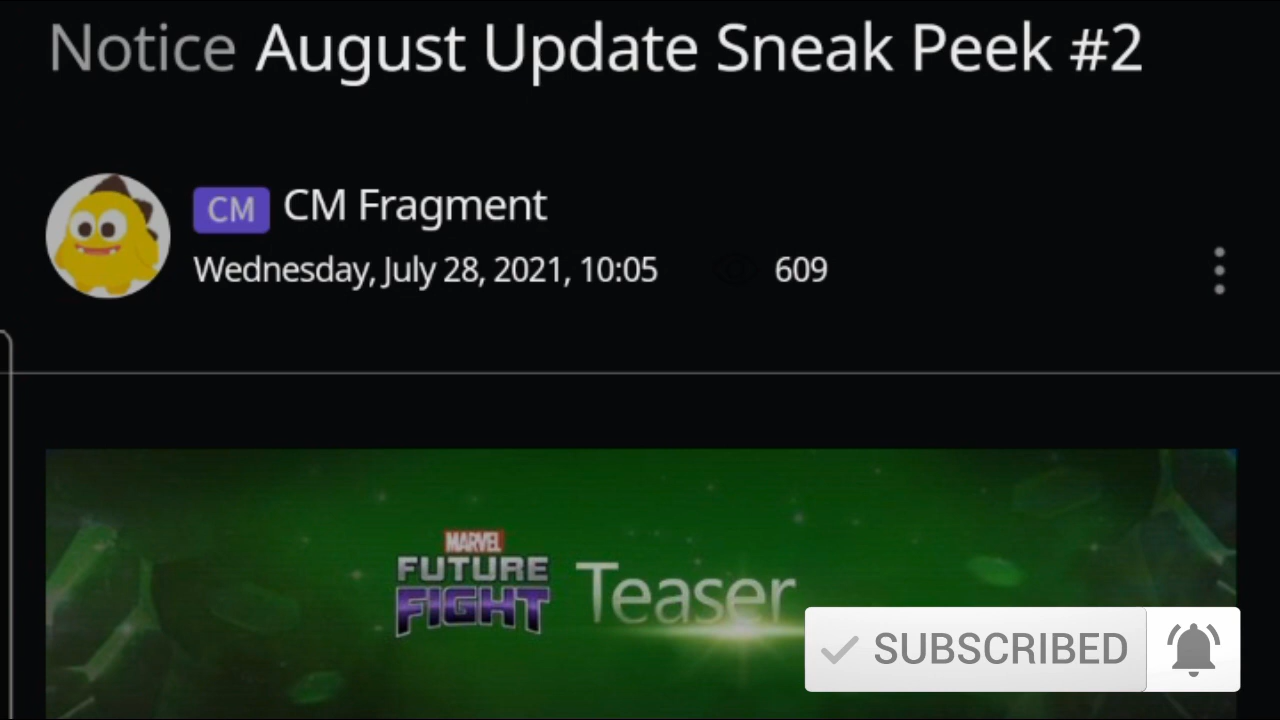 Notice August Update Sneak Peek #2
CM CM Fragment
Wednesday, July 28, 2021, 10:05 609
MARVEL
FUTURE
FIGHT
Teaser
SUBSCRIBED